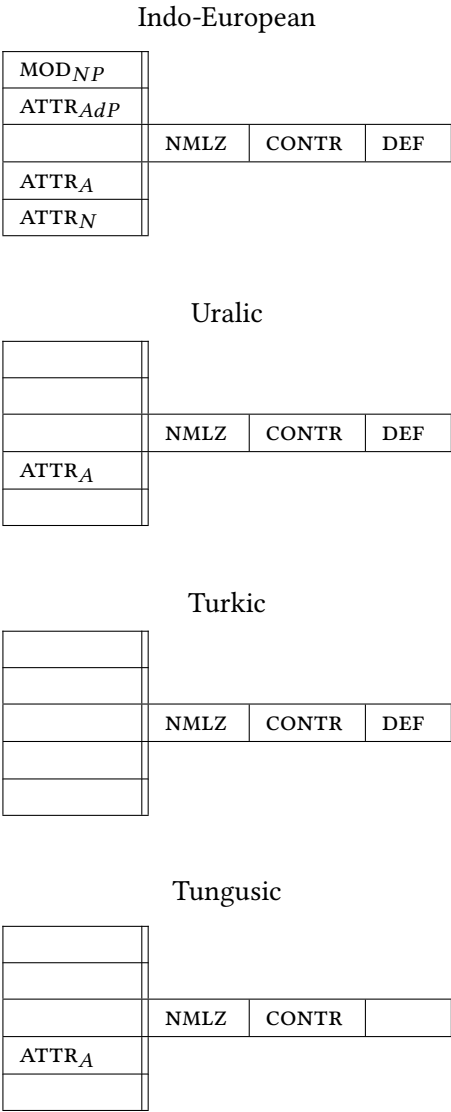 Indo-European
MOD_NP
ATTR_AdP
NMLZ CONTR DEF
ATTR_A
ATTR_N
Uralic
NMLZ CONTR DEF
ATTR_A
Turkic
NMLZ CONTR DEF
Tungusic
NMLZ CONTR
ATTR_A